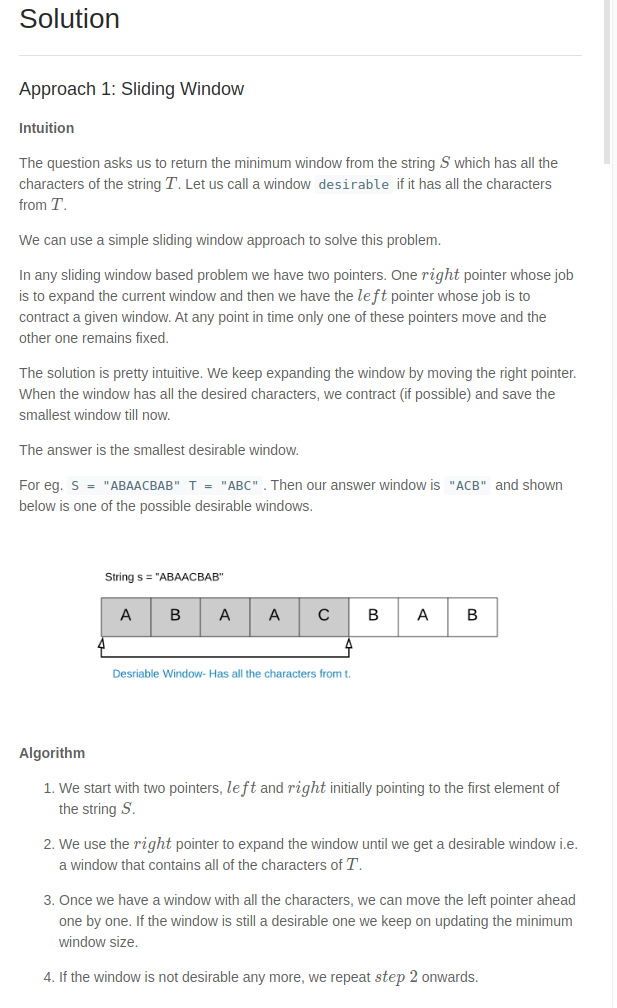 Solution
Approach 1: Sliding Window
Intuition
The question asks us to return the minimum window from the string S which has all the
characters of the string T. Let us call a window desirable if it has all the characters
from T.
We can use a simple sliding window approach to solve this problem.
In any sliding window based problem we have two pointers. One right pointer whose job
is to expand the current window and then we have the left pointer whose job is to
contract a given window. At any point in time only one of these pointers move and the
other one remains fixed.
The solution is pretty intuitive. We keep expanding the window by moving the right pointer.
When the window has all the desired characters, we contract (if possible) and save the
smallest window till now.
The answer is the smallest desirable window.
For eg. S = "ABAACBAB" T = "ABC" . Then our answer window is "ACB" and shown
below is one of the possible desirable windows.
String s = "ABAACBAB"
A B A A C B A B
Desriable Window- Has all the characters from t.
Algorithm
1. We start with two pointers, left and right initially pointing to the first element of
the string S.
2. We use the right pointer to expand the window until we get a desirable window i.e.
a window that contains all of the characters of T.
3. Once we have a window with all the characters, we can move the left pointer ahead
one by one. If the window is still a desirable one we keep on updating the minimum
window size.
4. If the window is not desirable any more, we repeat step 2 onwards.